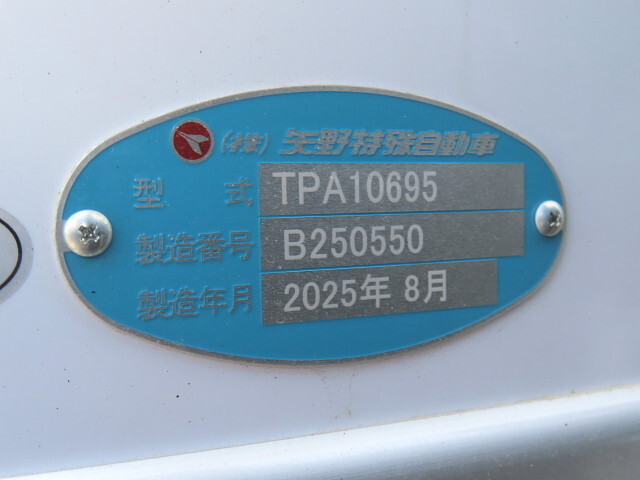 (株) 矢野特殊自動車
型 式 TPA10695
製造番号 B250550
製造年月 2025年 8月